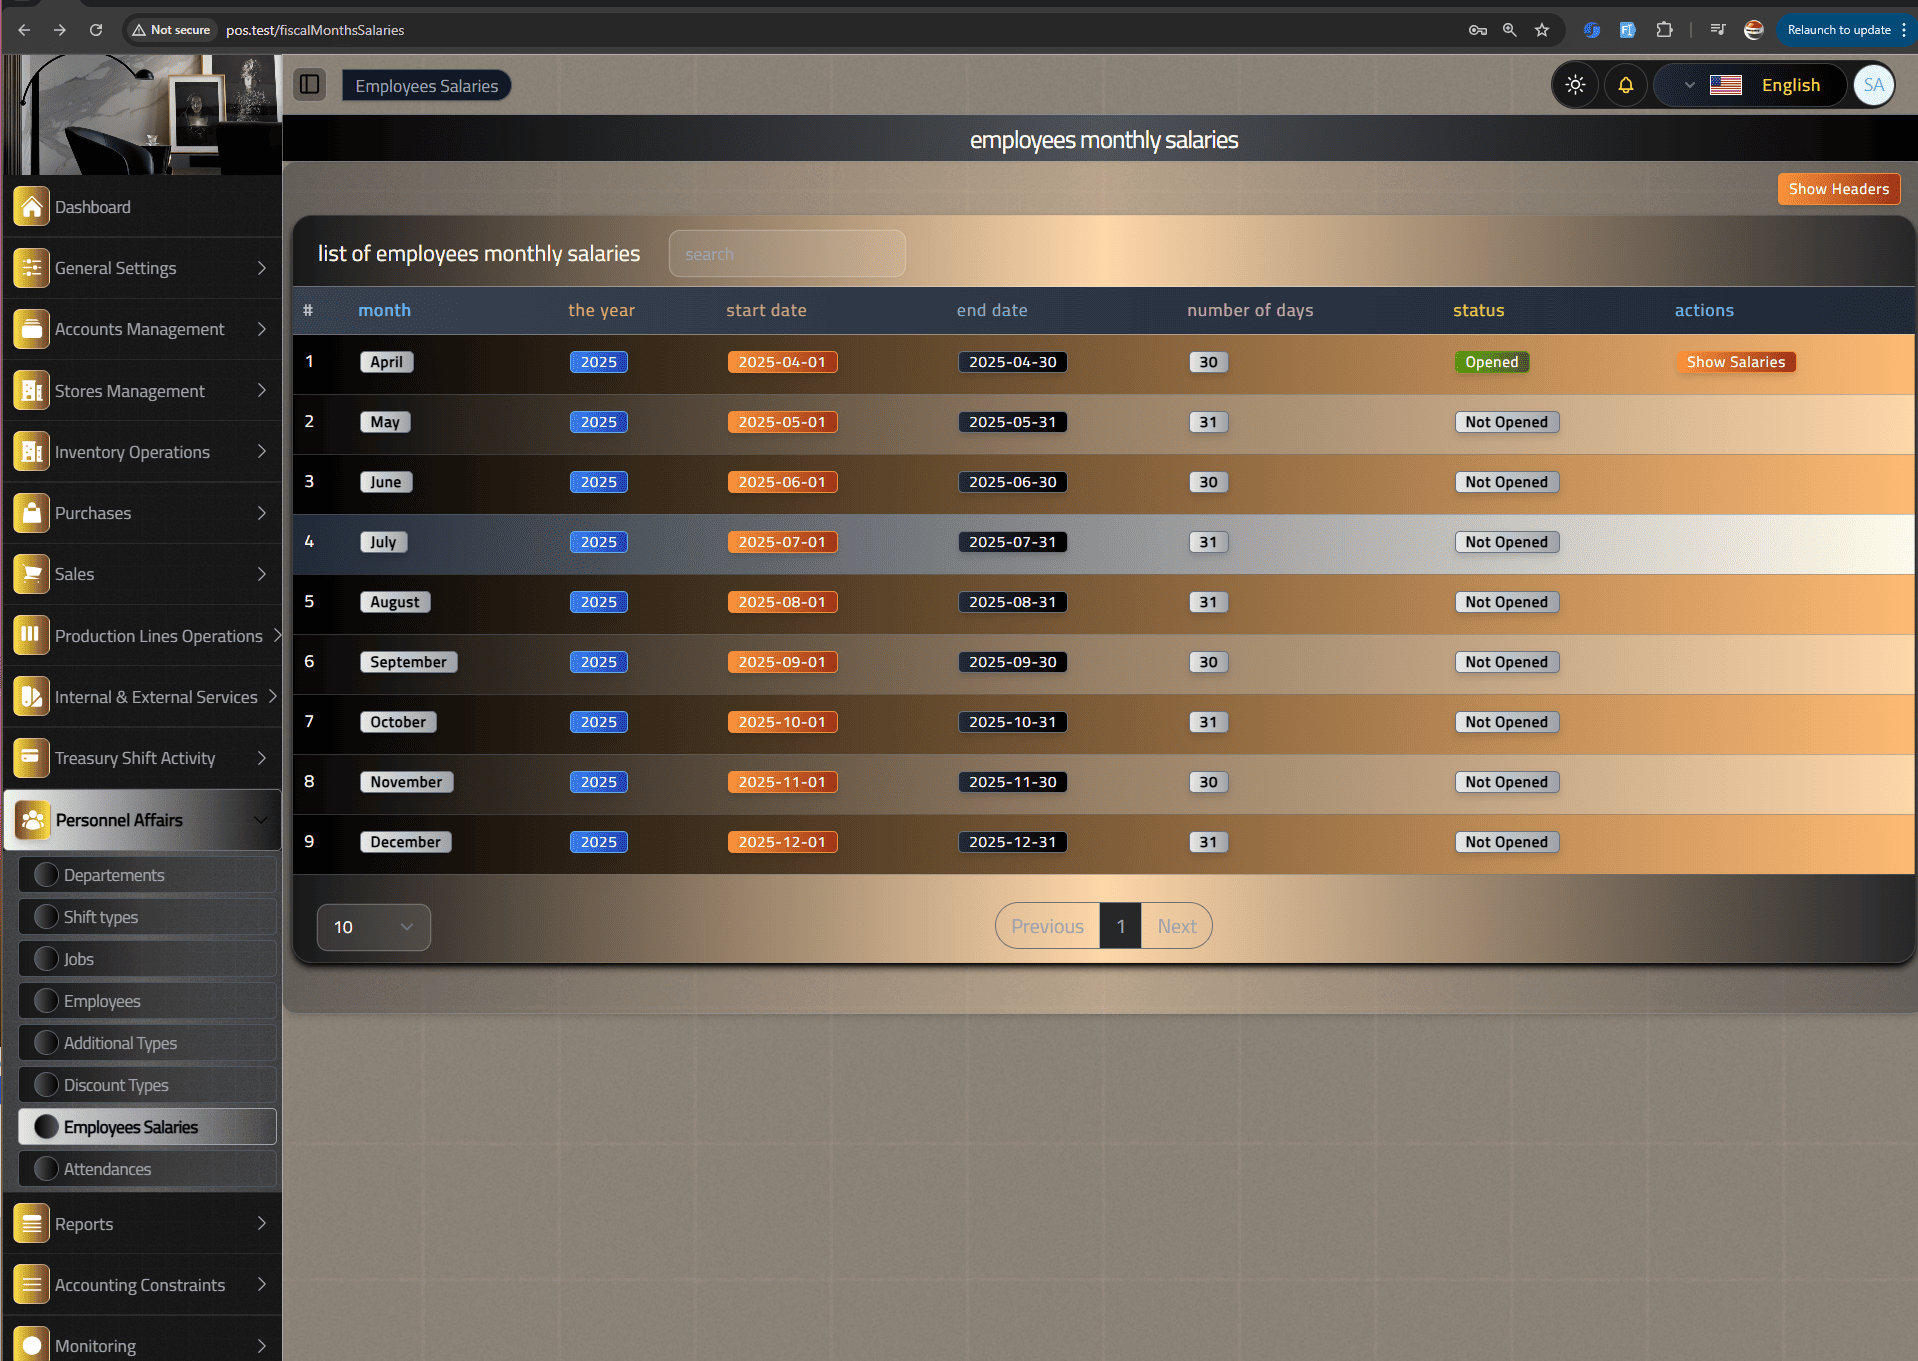 Not secure
pos.test/fiscalMonthsSalaries
Relaunch to update
Employees Salaries
English
SA
employees monthly salaries
Show Headers
list of employees monthly salaries
search
# month the year start date end date number of days status actions
1 April 2025 2025-04-01 2025-04-30 30 Opened Show Salaries
2 May 2025 2025-05-01 2025-05-31 31 Not Opened
3 June 2025 2025-06-01 2025-06-30 30 Not Opened
4 July 2025 2025-07-01 2025-07-31 31 Not Opened
5 August 2025 2025-08-01 2025-08-31 31 Not Opened
6 September 2025 2025-09-01 2025-09-30 30 Not Opened
7 October 2025 2025-10-01 2025-10-31 31 Not Opened
8 November 2025 2025-11-01 2025-11-30 30 Not Opened
9 December 2025 2025-12-01 2025-12-31 31 Not Opened
10
Previous 1 Next
Dashboard
General Settings
Accounts Management
Stores Management
Inventory Operations
Purchases
Sales
Production Lines Operations
Internal & External Services
Treasury Shift Activity
Personnel Affairs
Departements
Shift types
Jobs
Employees
Additional Types
Discount Types
Employees Salaries
Attendances
Reports
Accounting Constraints
Monitoring